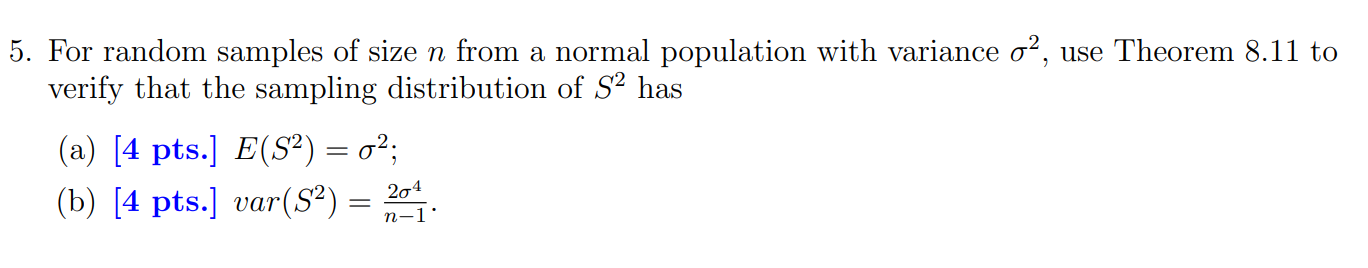 5. For random samples of size n from a normal population with variance σ², use Theorem 8.11 to
verify that the sampling distribution of S² has
(a) [4 pts.] E(S²) = σ²;
(b) [4 pts.] var(S²) = 2σ⁴/n−1.